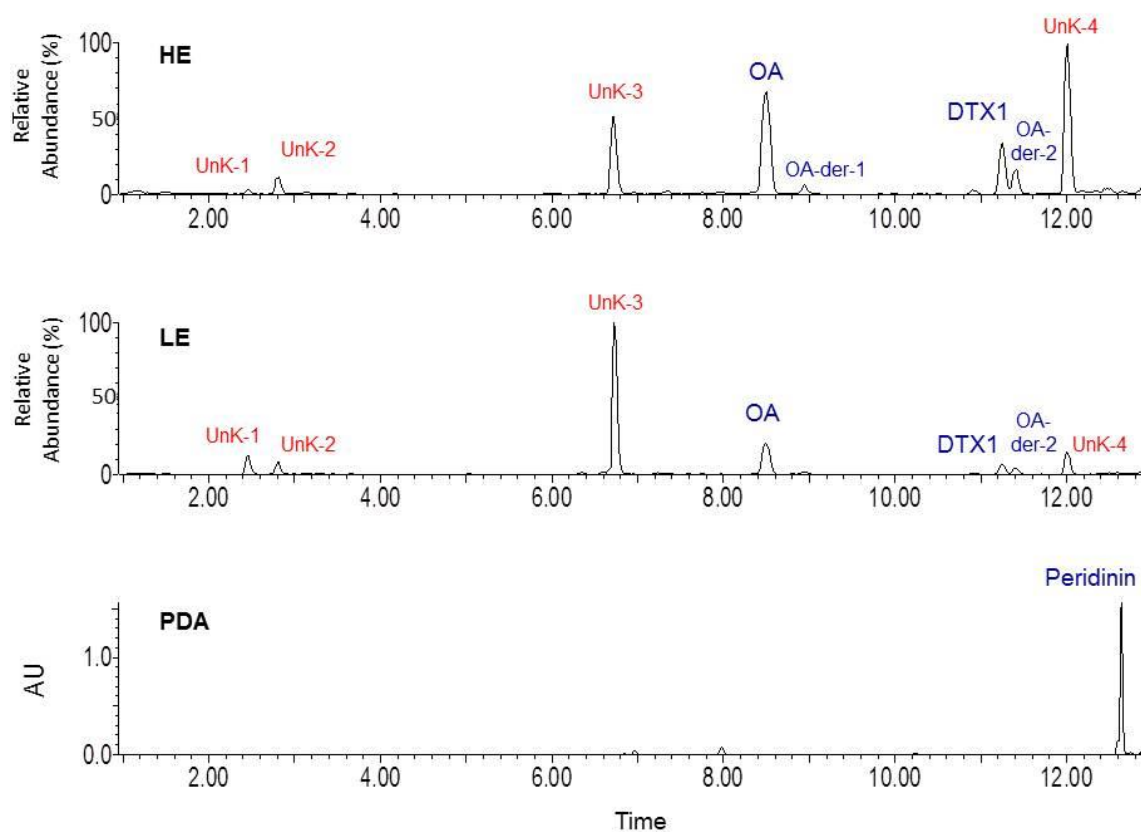 HE
Relative
Abundance (%)
100
50
0
UnK-1
UnK-2
UnK-3
OA
OA-der-1
DTX1
OA-
der-2
UnK-4
2.00 4.00 6.00 8.00 10.00 12.00
LE
Relative
Abundance (%)
100
50
0
UnK-1
UnK-2
UnK-3
OA
DTX1
OA-
der-2
UnK-4
2.00 4.00 6.00 8.00 10.00 12.00
PDA
AU
1.0
0.0
Peridinin
2.00 4.00 6.00 8.00 10.00 12.00
Time